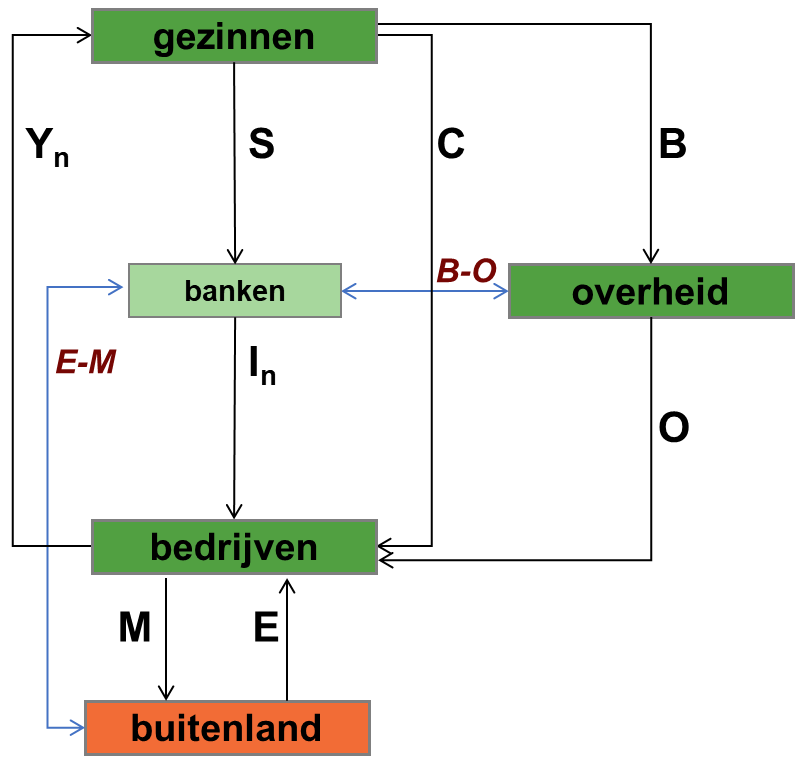 gezinnen
Yn
S
C
B
B-O
banken
overheid
E-M
In
O
bedrijven
M
E
buitenland